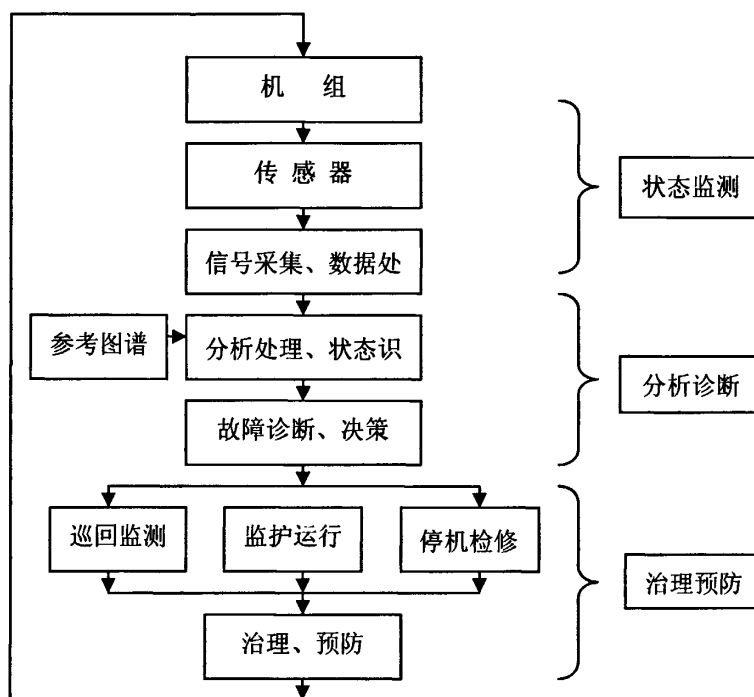 机 组
传 感 器
状态监测
信号采集、数据处
参考图谱
分析处理、状态识
分析诊断
故障诊断、决策
巡回监测
监护运行
停机检修
治理预防
治理、预防